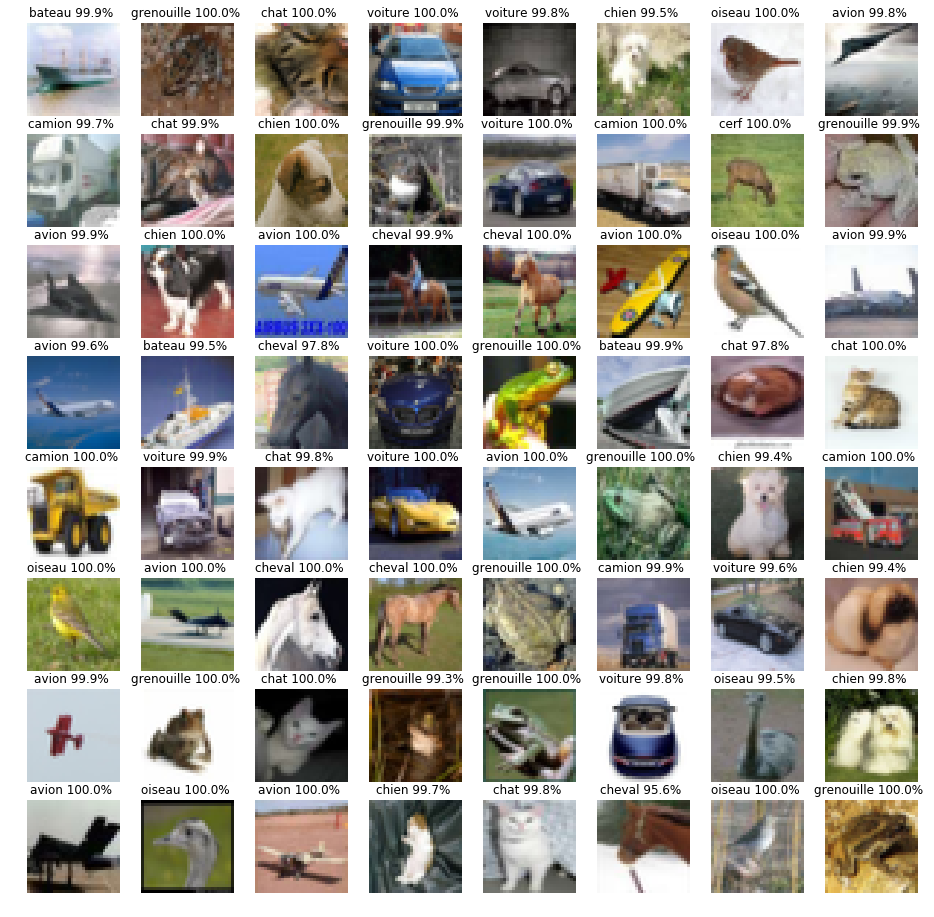 bateau 99.9% grenouille 100.0% chat 100.0% voiture 100.0% voiture 99.8% chien 99.5% oiseau 100.0% avion 99.8%
camion 99.7% chat 99.9% chien 100.0% grenouille 99.9% voiture 100.0% camion 100.0% cerf 100.0% grenouille 99.9%
avion 99.9% chien 100.0% avion 100.0% cheval 99.9% cheval 100.0% avion 100.0% oiseau 100.0% avion 99.9%
AIRBUS 3XX-100
avion 99.6% bateau 99.5% cheval 97.8% voiture 100.0% grenouille 100.0% bateau 99.9% chat 97.8% chat 100.0%
camion 100.0% voiture 99.9% chat 99.8% voiture 100.0% avion 100.0% grenouille 100.0% chien 99.4% camion 100.0%
oiseau 100.0% avion 100.0% cheval 100.0% cheval 100.0% grenouille 100.0% camion 99.9% voiture 99.6% chien 99.4%
avion 99.9% grenouille 100.0% chat 100.0% grenouille 99.3% grenouille 100.0% voiture 99.8% oiseau 99.5% chien 99.8%
avion 100.0% oiseau 100.0% avion 100.0% chien 99.7% chat 99.8% cheval 95.6% oiseau 100.0% grenouille 100.0%